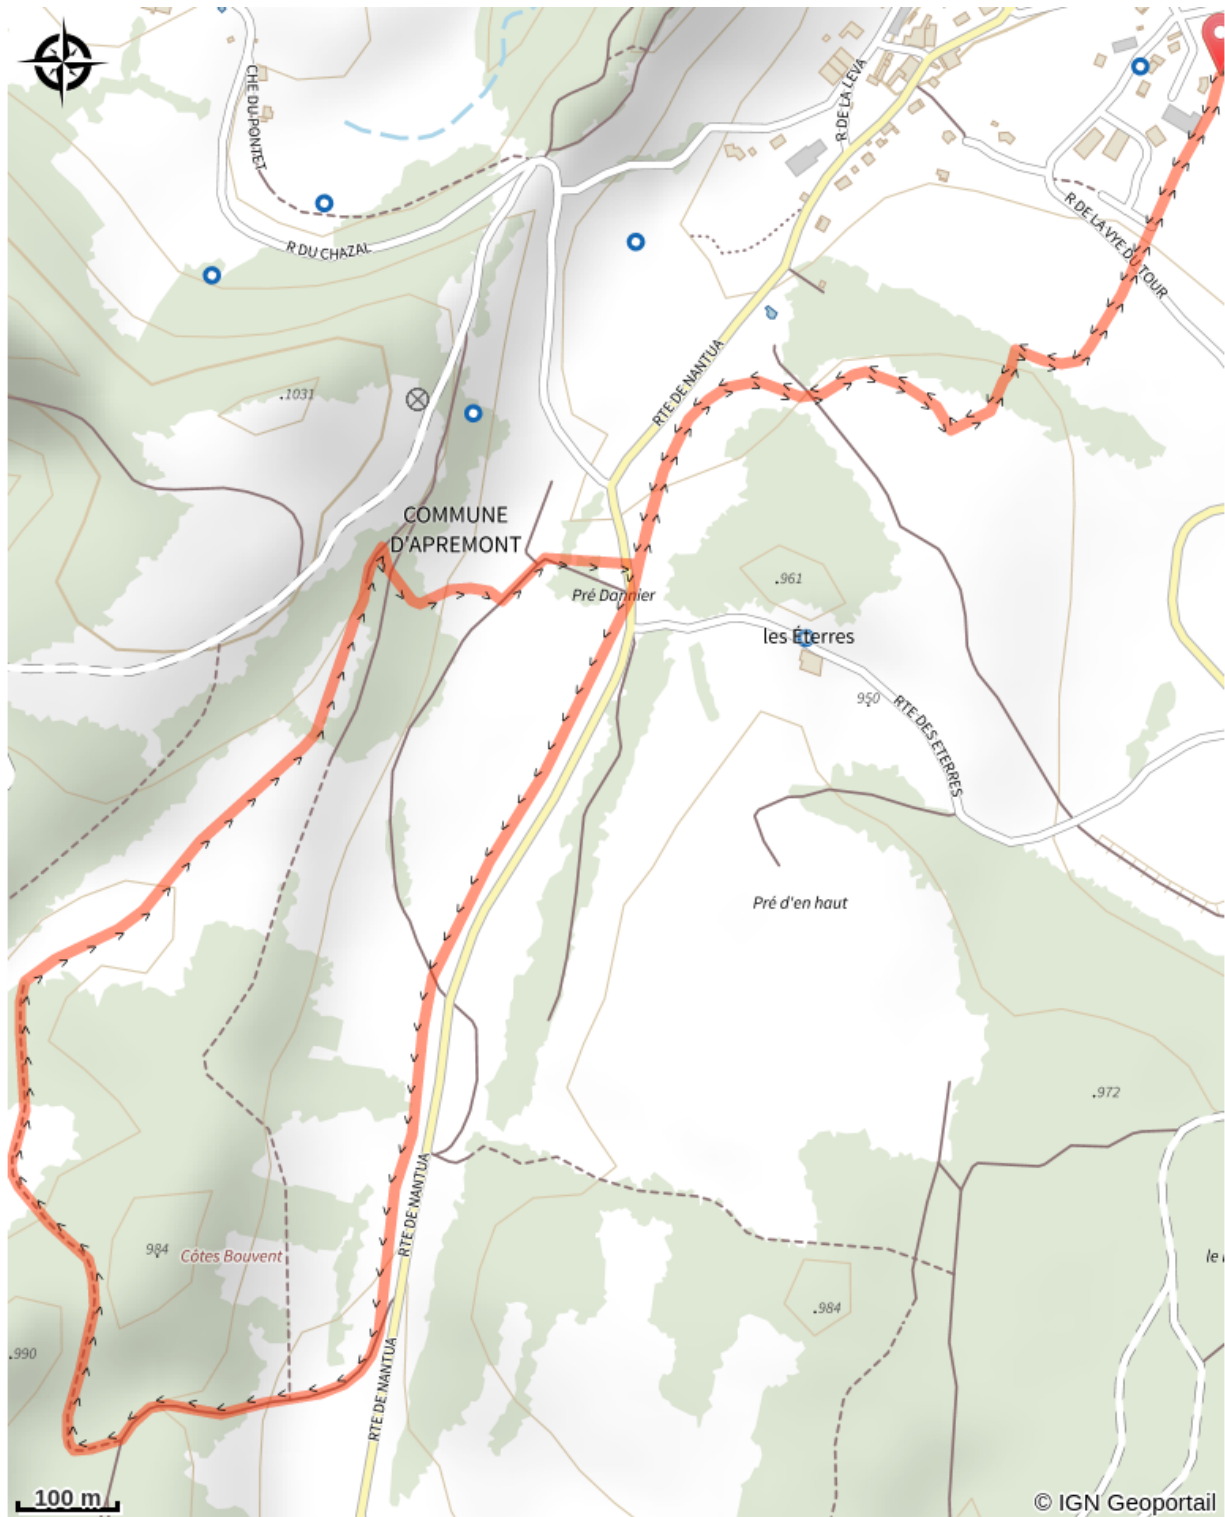 CHE DU PONTET
R DE LA LEVA
R DU CHAZAL
R DE LA VYE DU TOUR
RTE DE NANTUA
.1031
COMMUNE
D'APREMONT
Pré Dannier
.961
les Éterres
950
RTE DES ETERRES
Pré d'en haut
.972
RTE DE NANTUA
984
Côtes Bouvent
le
.984
.990
RTE DE NANTUA
100 m
© IGN Geoportail